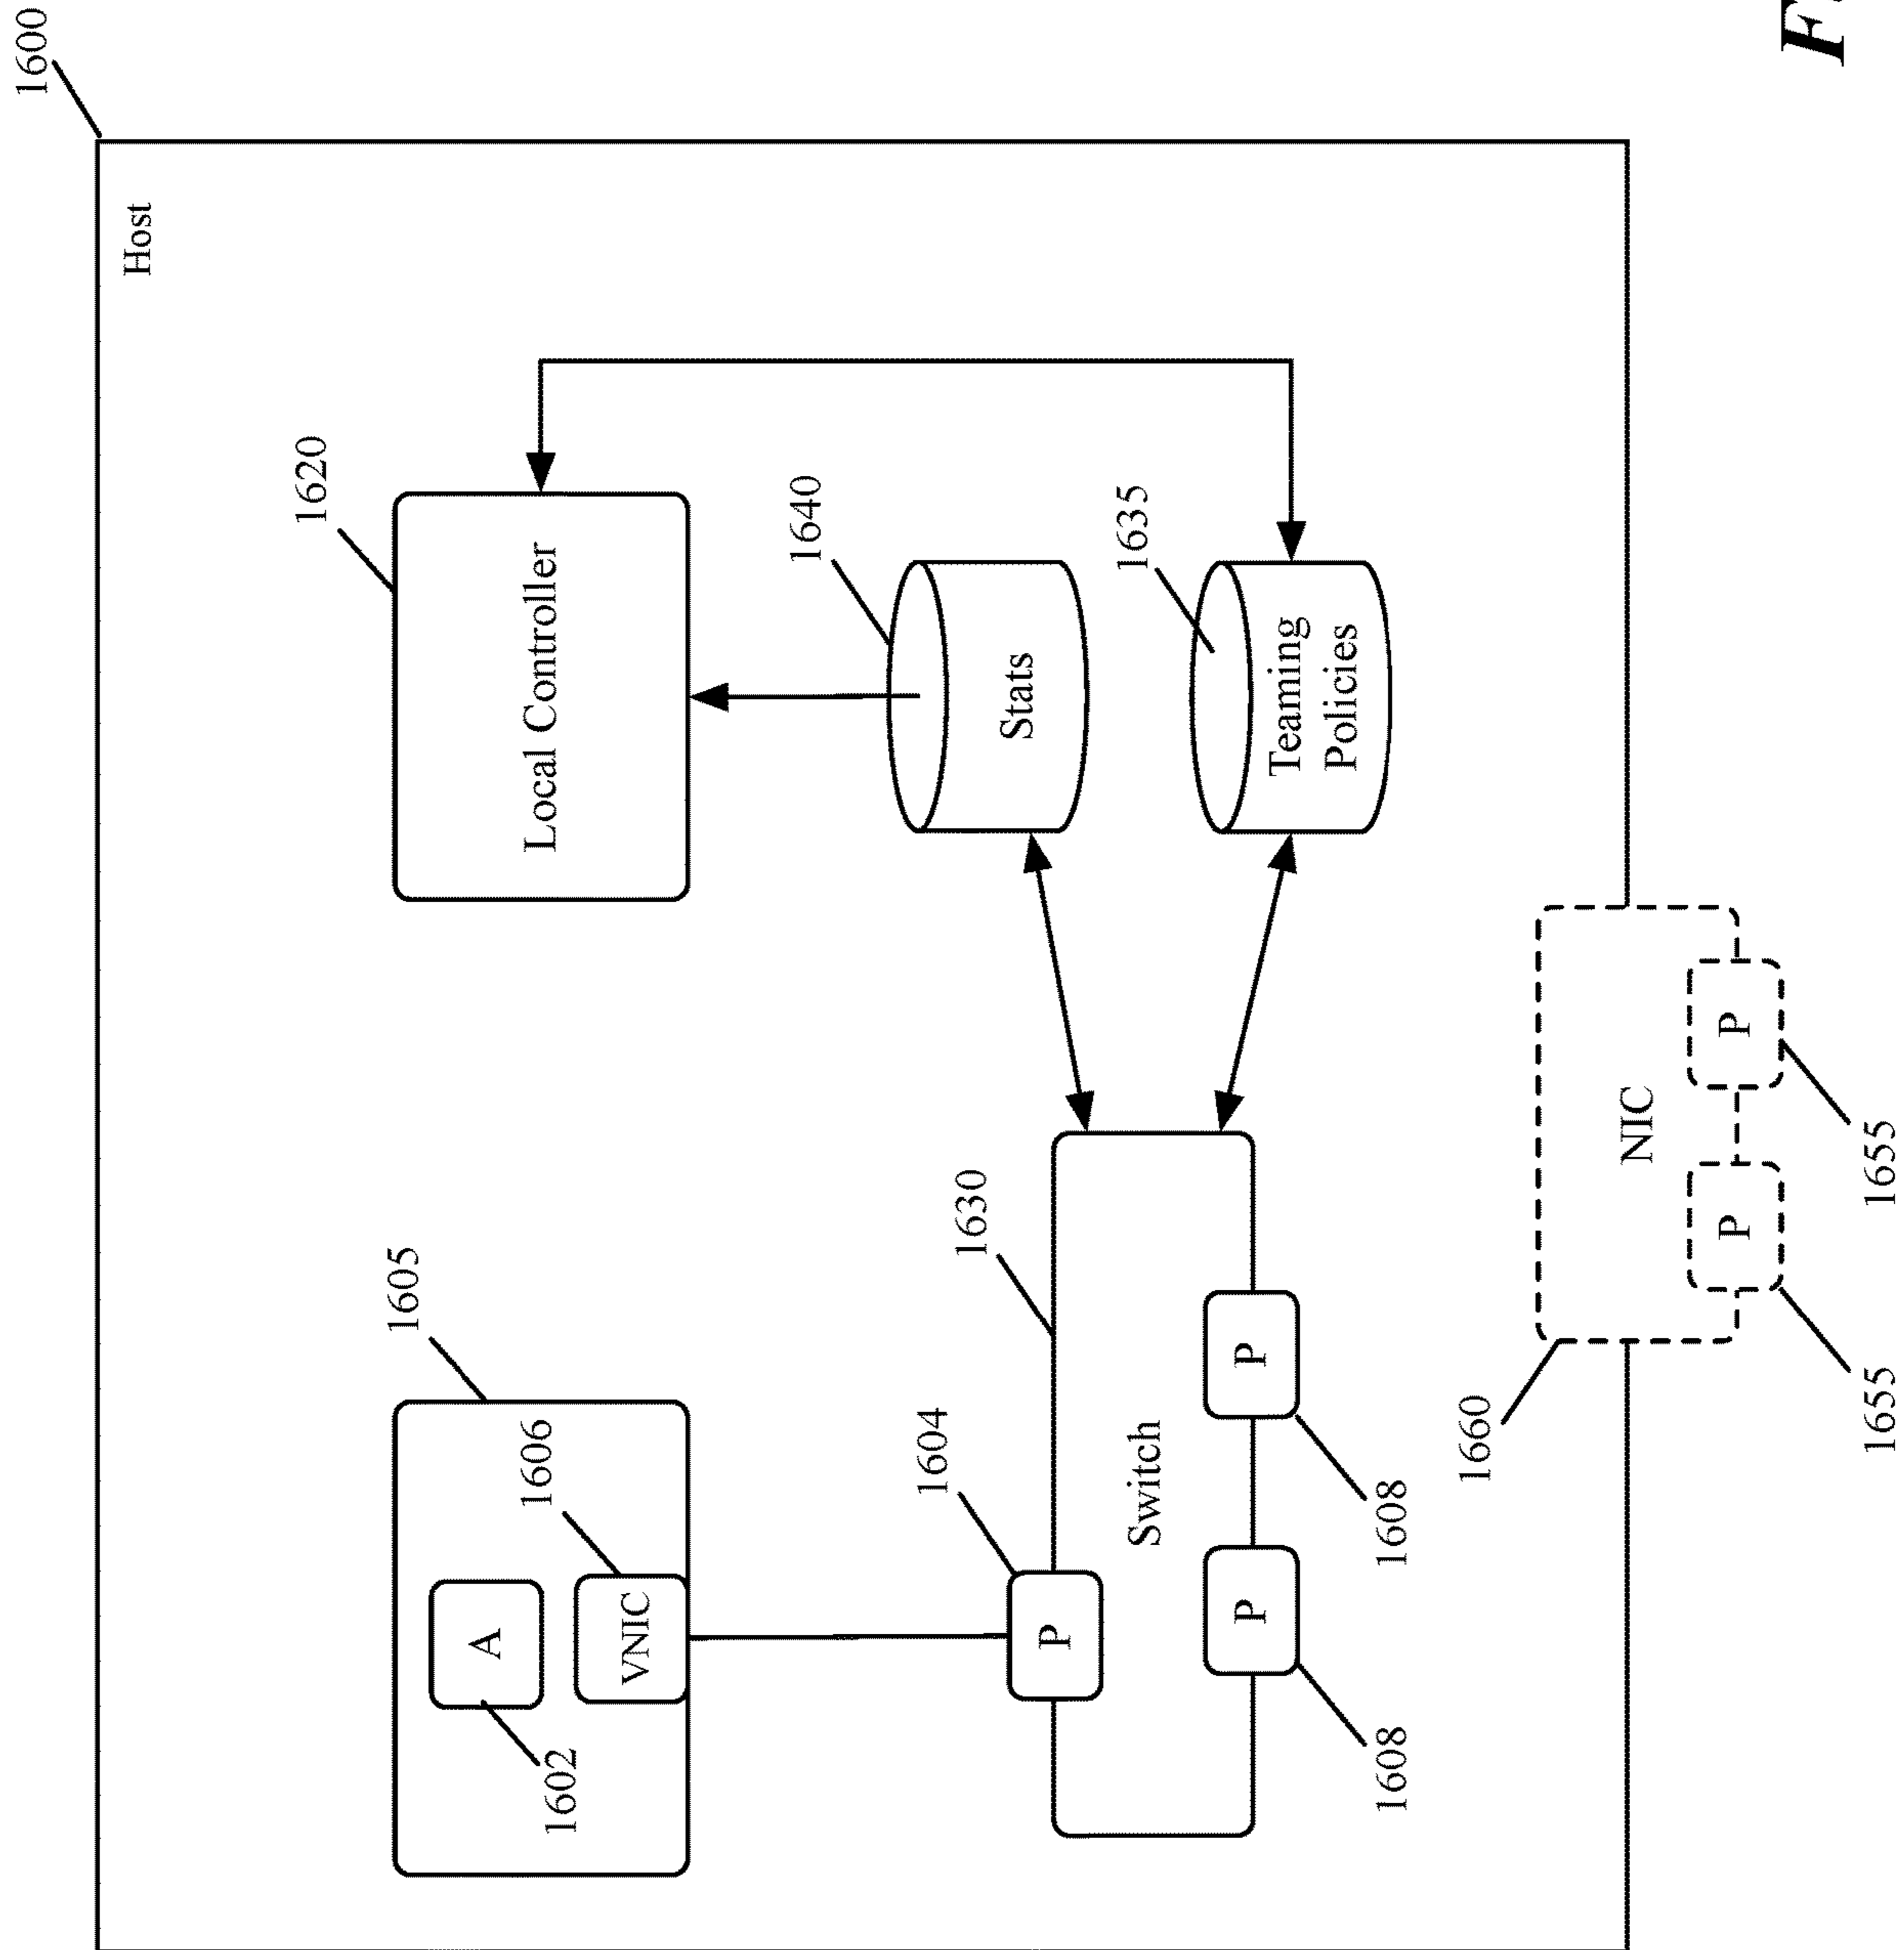 1600
Host
1620
1605
A
1606
Local Controller
1602
VNIC
1640
1604
1630
Stats
P
1635
Switch
P
P
Teaming
Policies
1608
1608
1660
NIC
P
P
1655
1655